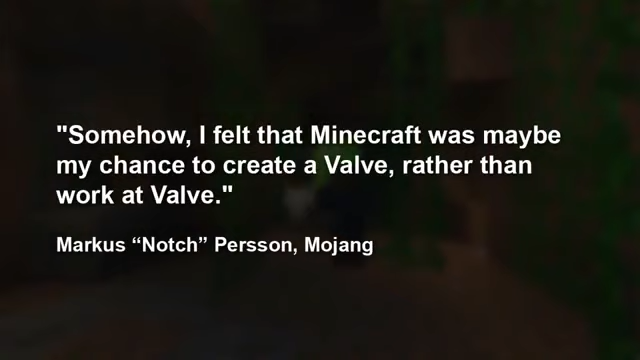 "Somehow, I felt that Minecraft was maybe
my chance to create a Valve, rather than
work at Valve."
Markus “Notch” Persson, Mojang